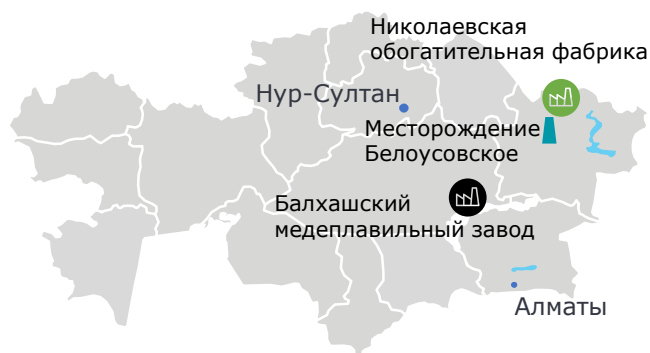 Николаевская
обогатительная фабрика
Нур-Султан
Месторождение
Белоусовское
Балхашский
медеплавильный завод
Алматы